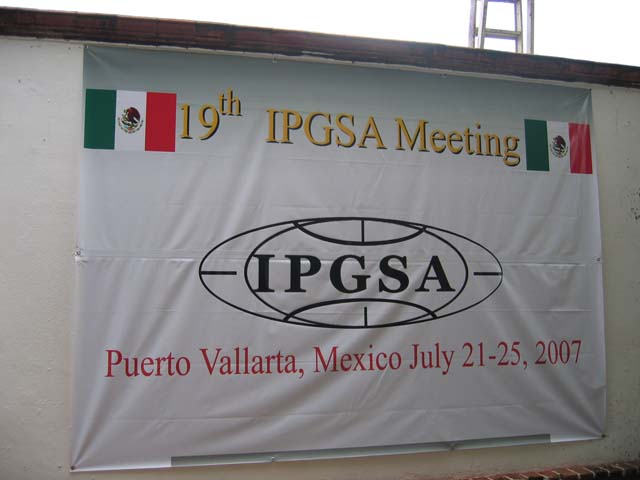 19th IPGSA Meeting
IPGSA
Puerto Vallarta, Mexico July 21-25, 2007